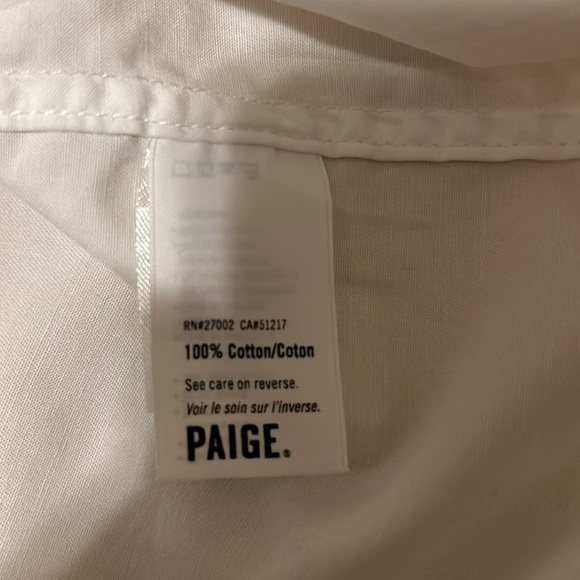 RN#27002 CA#51217
100% Cotton/Coton
See care on reverse.
Voir le soin sur l'inverse.
PAIGE®